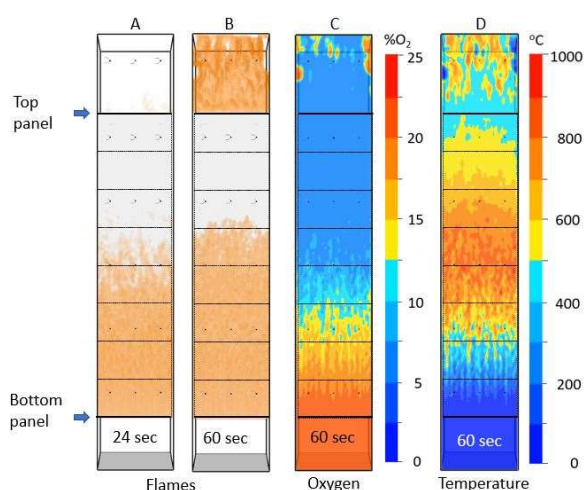 A B C D
%O₂ °C
25 1000
20 800
Top
panel
15 600
10 400
5 200
Bottom
panel
24 sec 60 sec 60 sec 60 sec
0 0
Flames Oxygen Temperature